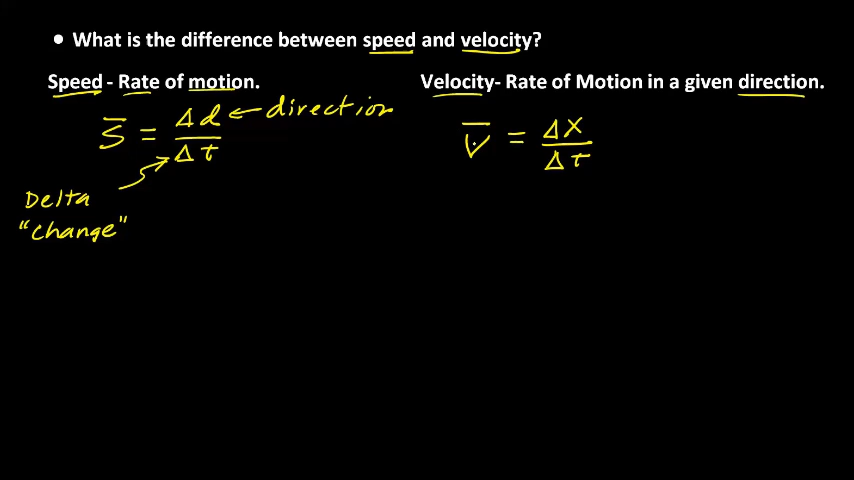 • What is the difference between speed and velocity?
Speed - Rate of motion.
S̅ = Δd/Δt ← direction
Delta
"change"
Velocity- Rate of Motion in a given direction.
V̅ = ΔX/Δt